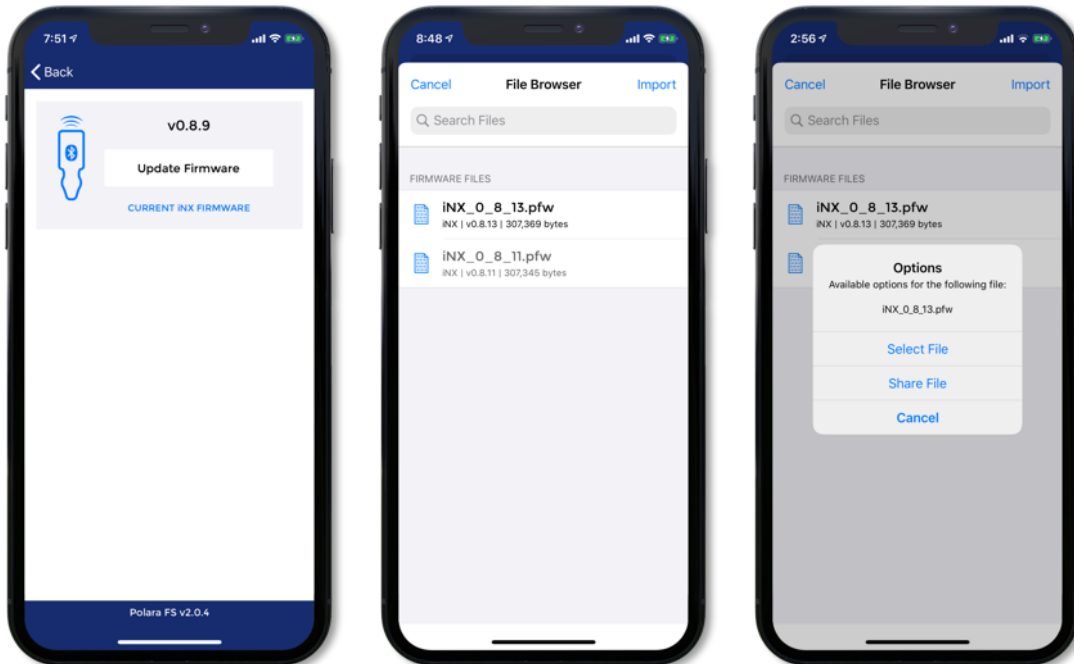 7:51
Back
v0.8.9
Update Firmware
CURRENT iNX FIRMWARE
Polara FS v2.0.4
8:48
Cancel
File Browser
Import
Search Files
FIRMWARE FILES
iNX_0_8_13.pfw
iNX | v0.8.13 | 307,369 bytes
iNX_0_8_11.pfw
iNX | v0.8.11 | 307,345 bytes
2:56
Cancel
File Browser
Import
Search Files
FIRMWARE FILES
iNX_0_8_13.pfw
iNX | v0.8.13 | 307,369 bytes
Options
Available options for the following file:
iNX_0_8_13.pfw
Select File
Share File
Cancel